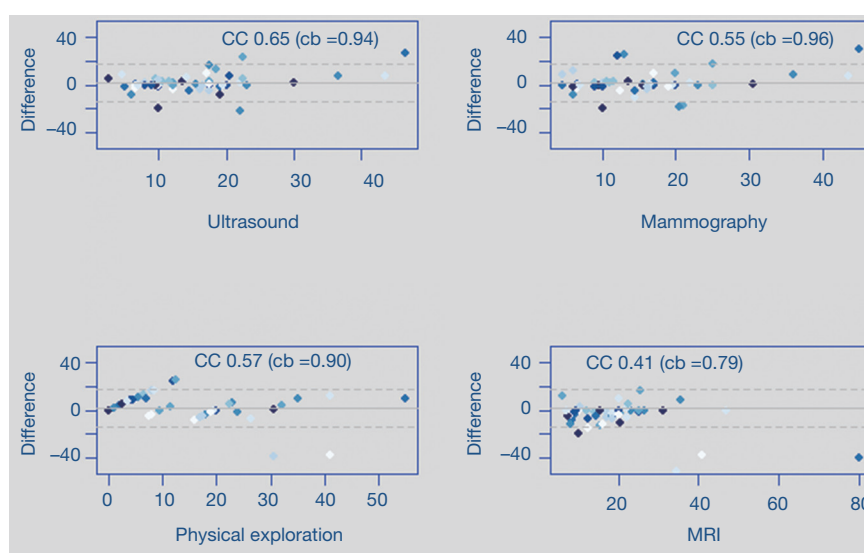 CC 0.65 (cb =0.94)
40
0
−40
Difference
10 20 30 40
Ultrasound
CC 0.55 (cb =0.96)
40
0
−40
Difference
10 20 30 40
Mammography
CC 0.57 (cb =0.90)
40
0
−40
Difference
0 10 20 30 40 50
Physical exploration
CC 0.41 (cb =0.79)
40
0
−40
Difference
20 40 60 80
MRI